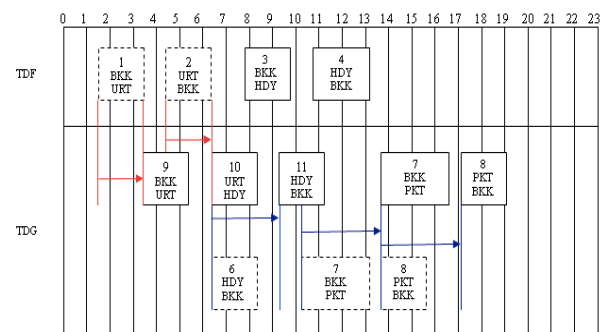 0 1 2 3 4 5 6 7 8 9 10 11 12 13 14 15 16 17 18 19 20 21 22 23
TDF
1
BKK
URT
2
URT
BKK
3
BKK
HDY
4
HDY
BKK
TDG
9
BKK
URT
10
URT
HDY
11
HDY
BKK
7
BKK
PKT
8
PKT
BKK
6
HDY
BKK
7
BKK
PKT
8
PKT
BKK